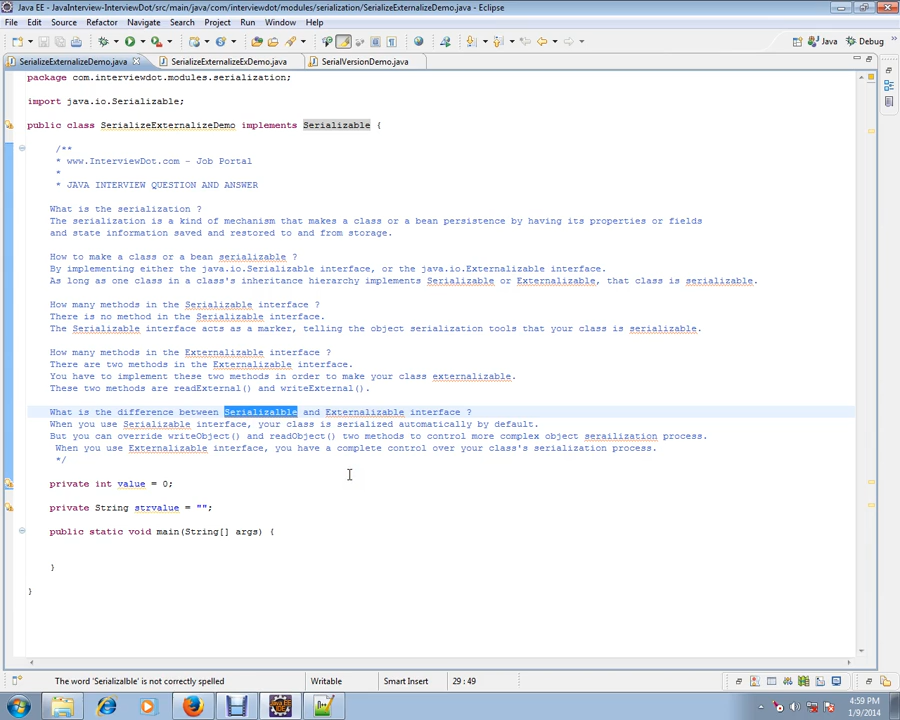 Java EE - JavaInterview-InterviewDot/src/main/java/com/interviewdot/modules/serialization/SerializeExternalizeDemo.java - Eclipse
File Edit Source Refactor Navigate Search Project Run Window Help
Java Debug
SerializeExternalizeDemo.java SerializeExternalizeExDemo.java SerialVersionDemo.java
package com.interviewdot.modules.serialization;
import java.io.Serializable;
public class SerializeExternalizeDemo implements Serializable {
/**
* www.InterviewDot.com - Job Portal
*
* JAVA INTERVIEW QUESTION AND ANSWER
What is the serialization ?
The serialization is a kind of mechanism that makes a class or a bean persistence by having its properties or fields
and state information saved and restored to and from storage.
How to make a class or a bean serializable ?
By implementing either the java.io.Serializable interface, or the java.io.Externalizable interface.
As long as one class in a class's inheritance hierarchy implements Serializable or Externalizable, that class is serializable.
How many methods in the Serializable interface ?
There is no method in the Serializable interface.
The Serializable interface acts as a marker, telling the object serialization tools that your class is serializable.
How many methods in the Externalizable interface ?
There are two methods in the Externalizable interface.
You have to implement these two methods in order to make your class externalizable.
These two methods are readExternal() and writeExternal().
What is the difference between Serializalble and Externalizable interface ?
When you use Serializable interface, your class is serialized automatically by default.
But you can override writeObject() and readObject() two methods to control more complex object serailization process.
When you use Externalizable interface, you have a complete control over your class's serialization process.
*/
private int value = 0;
private String strvalue = "";
public static void main(String[] args) {
}
}
The word 'Serializalble' is not correctly spelled Writable Smart Insert 29 : 49
4:59 PM
1/9/2014